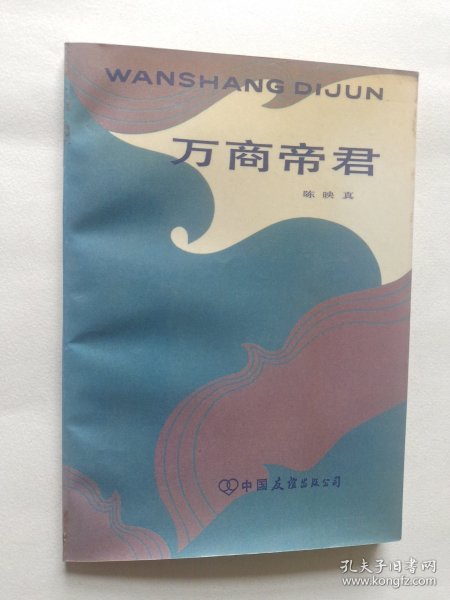 WANSHANG DIJUN
万商帝君
陈映真
中国友谊出版公司
孔夫子旧书网
www.kongfz.com